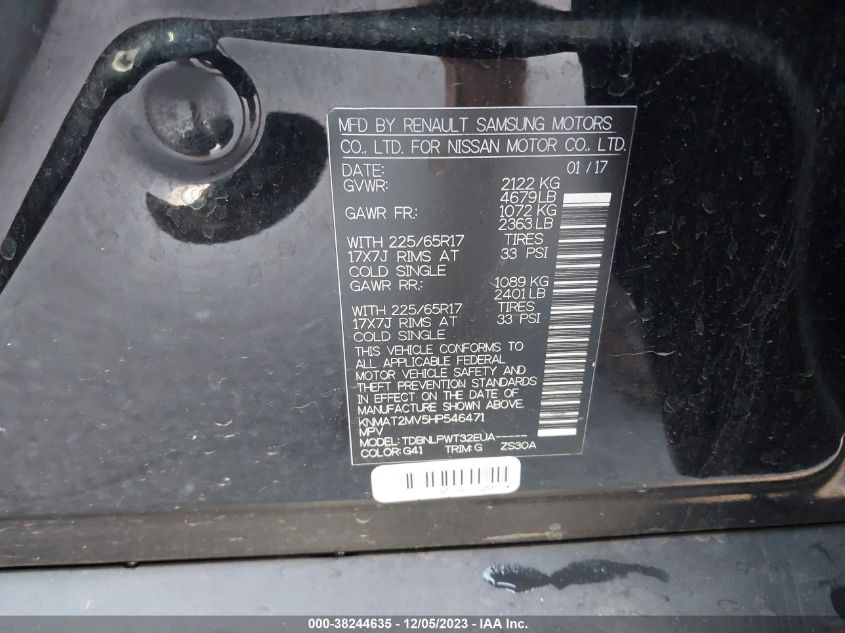 MFD BY RENAULT SAMSUNG MOTORS
CO., LTD. FOR NISSAN MOTOR CO., LTD.
DATE: 01 / 17
GVWR: 2122 KG
4679 LB
GAWR FR: 1072 KG
2363 LB
WITH 225/65R17 TIRES
17X7J RIMS AT 33 PSI
COLD SINGLE
GAWR RR: 1089 KG
2401 LB
WITH 225/65R17 TIRES
17X7J RIMS AT 33 PSI
COLD SINGLE
THIS VEHICLE CONFORMS TO
ALL APPLICABLE FEDERAL
MOTOR VEHICLE SAFETY AND
THEFT PREVENTION STANDARDS
IN EFFECT ON THE DATE OF
MANUFACTURE SHOWN ABOVE.
KNMAT2MV5HP546471
MPV
MODEL: TDBNLPWT32EUA-----
COLOR: G41 TRIM: G ZS30A
000-38244635 - 12/05/2023 - IAA Inc.